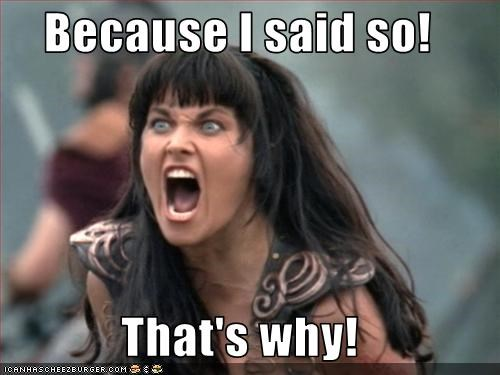 Because I said so!
That's why!
ICANHASCHEEZBURGER.COM